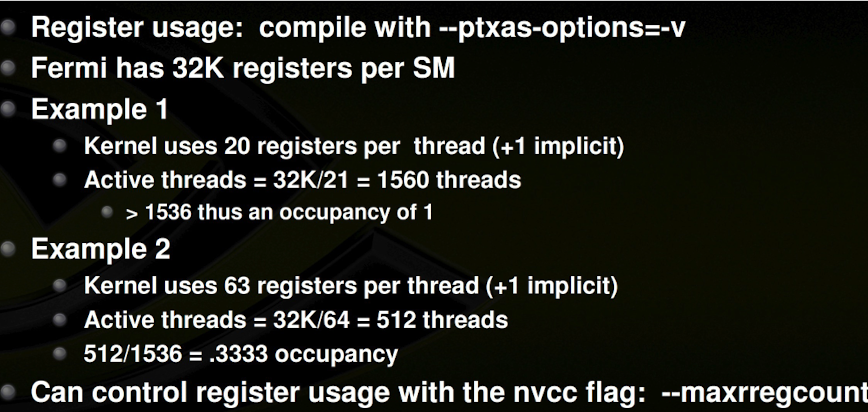 Register usage:  compile with --ptxas-options=-v
Fermi has 32K registers per SM
Example 1
Kernel uses 20 registers per  thread (+1 implicit)
Active threads = 32K/21 = 1560 threads
> 1536 thus an occupancy of 1
Example 2
Kernel uses 63 registers per thread (+1 implicit)
Active threads = 32K/64 = 512 threads
512/1536 = .3333 occupancy
Can control register usage with the nvcc flag:  --maxrregcount